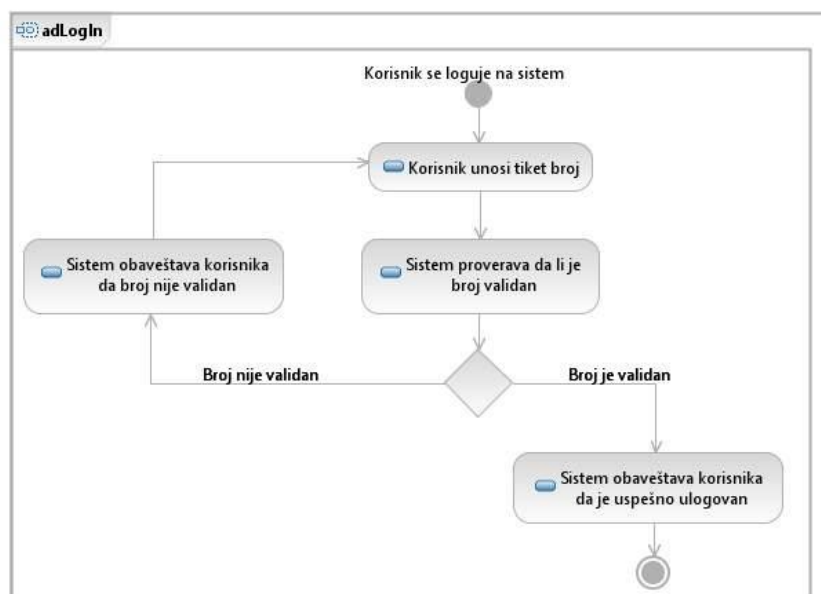 adLogIn
Korisnik se loguje na sistem
Korisnik unosi tiket broj
Sistem obaveštava korisnika
da broj nije validan
Sistem proverava da li je
broj validan
Broj nije validan
Broj je validan
Sistem obaveštava korisnika
da je uspešno ulogovan